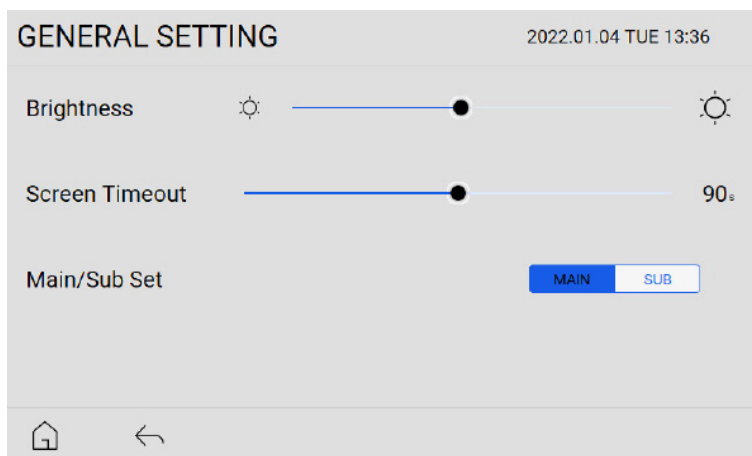 GENERAL SETTING 2022.01.04 TUE 13:36
Brightness
Screen Timeout 90s
Main/Sub Set MAIN SUB